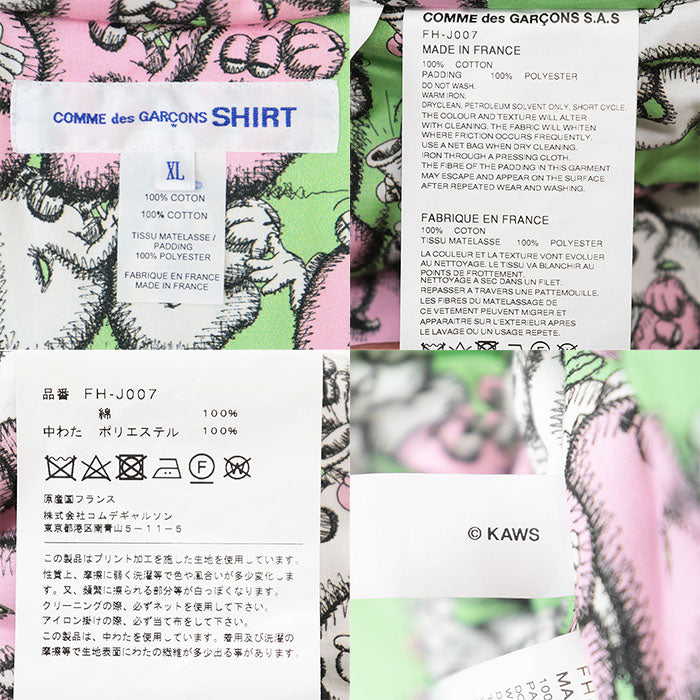 COMME des GARÇONS SHIRT
XL
100% COTON
100% COTTON
TISSU MATELASSE /
PADDING
100% POLYESTER
FABRIQUE EN FRANCE
MADE IN FRANCE
COMME des GARÇONS S.A.S
FH-J007
MADE IN FRANCE
100% COTTON
PADDING 100% POLYESTER
DO NOT WASH.
WARM IRON.
DRYCLEAN, PETROLEUM SOLVENT ONLY, SHORT CYCLE.
THE COLOUR AND TEXTURE WILL ALTER
WITH CLEANING. THE FABRIC WILL WHITEN
WHERE FRICTION OCCURS FREQUENTLY.
USE A NET BAG WHEN DRY CLEANING.
IRON THROUGH A PRESSING CLOTH.
THE FIBRE OF THE PADDING IN THIS GARMENT
MAY ESCAPE AND APPEAR ON THE SURFACE
AFTER REPEATED WEAR AND WASHING.
FABRIQUE EN FRANCE
100% COTON
TISSU MATELASSE 100% POLYESTER
LA COULEUR ET LA TEXTURE VONT EVOLUER
AU NETTOYAGE. LE TISSU VA BLANCHIR AU
POINTS DE FROTTEMENT.
NETTOYAGE A SEC DANS UN FILET.
REPASSER A TRAVERS UNE PATTEMOUILLE.
LES FIBRES DU MATELASSAGE DE
CE VETEMENT PEUVENT MIGRER ET
APPARAITRE SUR L'EXTERIEUR APRES
LE LAVAGE OU UN USAGE REPETE.
品番 FH-J007
綿 100%
中わた ポリエステル 100%
原産国フランス
株式会社コムデギャルソン
東京都港区南青山5-11-5
この製品はプリント加工を施した生地を使用しています。
性質上、摩擦に弱く洗濯等で色や風合いが多少変化しま
す。又、頻繁に擦られる部分等が白っぽくなります。
クリーニングの際、必ずネットを使用して下さい。
アイロン掛けの際、必ず当て布をして下さい。
この製品は、中わたを使用しています。着用及び洗濯の
摩擦等で生地表面にわたの繊維が多少出る事があります。
© KAWS
FH
MA